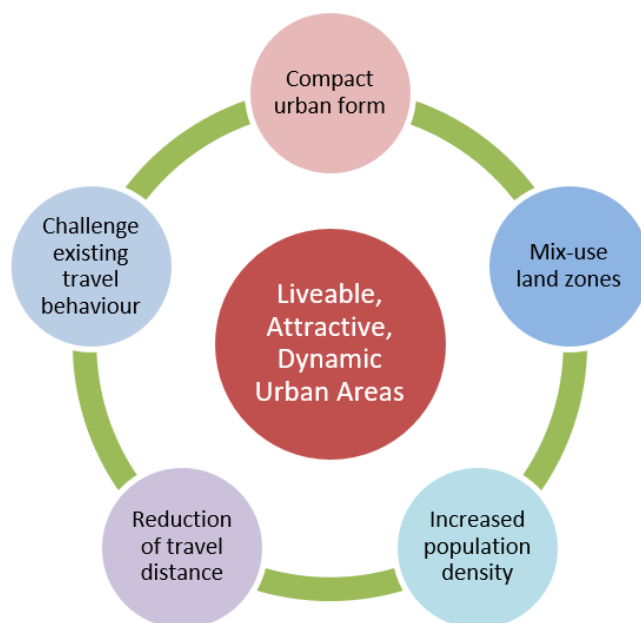 Compact
urban form
Mix-use
land zones
Increased
population
density
Reduction
of travel
distance
Challenge
existing
travel
behaviour
Liveable,
Attractive,
Dynamic
Urban Areas